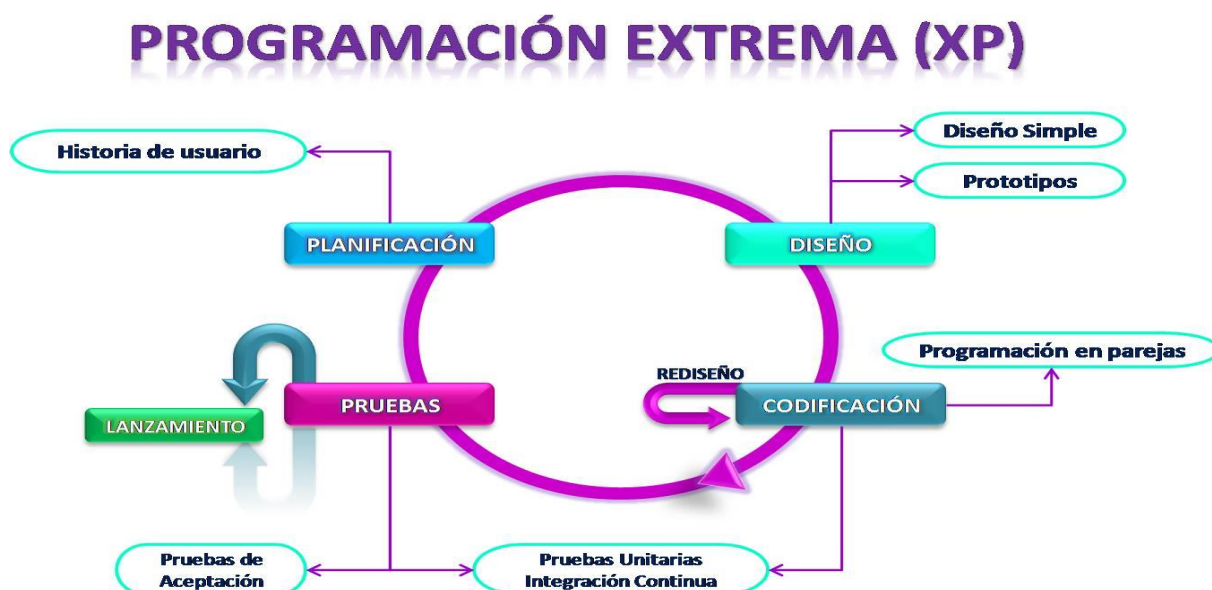 PROGRAMACIÓN EXTREMA (XP)
Historia de usuario
Diseño Simple
Prototipos
PLANIFICACIÓN
DISEÑO
Programación en parejas
REDISEÑO
PRUEBAS
CODIFICACIÓN
LANZAMIENTO
Pruebas de
Aceptación
Pruebas Unitarias
Integración Continua